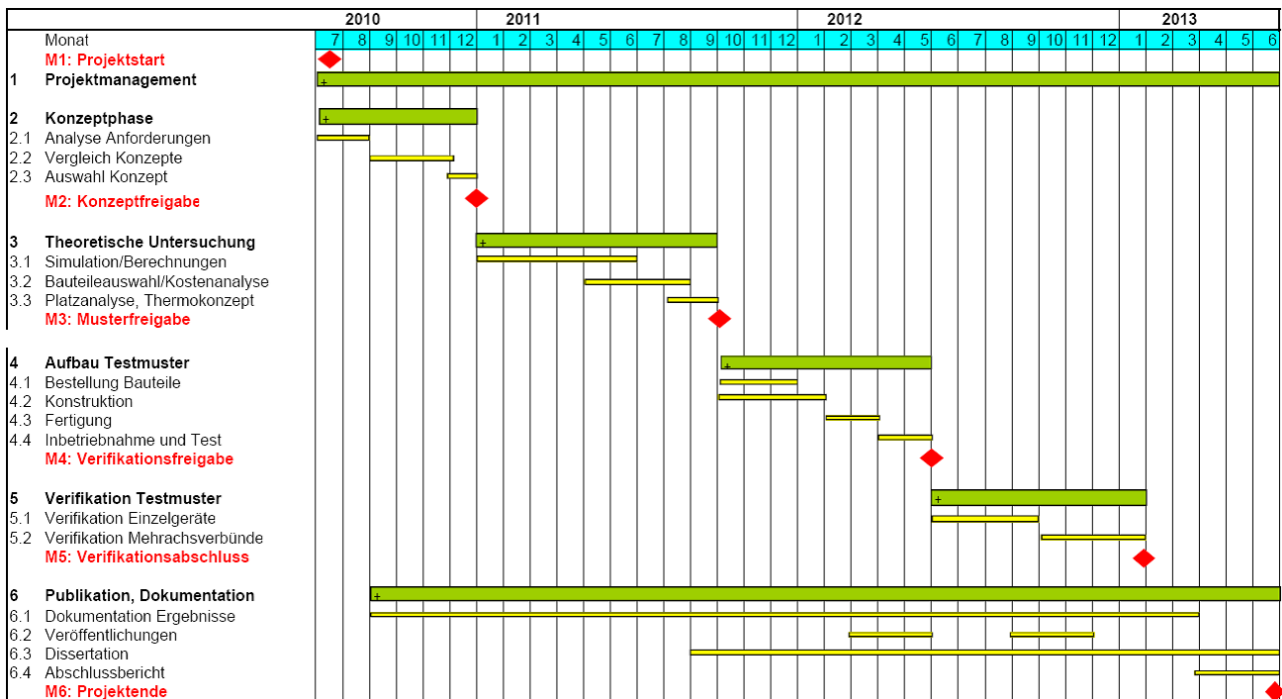 2010 2011 2012 2013
Monat 7 8 9 10 11 12 1 2 3 4 5 6 7 8 9 10 11 12 1 2 3 4 5 6 7 8 9 10 11 12 1 2 3 4 5 6
M1: Projektstart
1 Projektmanagement +
2 Konzeptphase +
2.1 Analyse Anforderungen
2.2 Vergleich Konzepte
2.3 Auswahl Konzept
M2: Konzeptfreigabe
3 Theoretische Untersuchung +
3.1 Simulation/Berechnungen
3.2 Bauteileauswahl/Kostenanalyse
3.3 Platzanalyse, Thermokonzept
M3: Musterfreigabe
4 Aufbau Testmuster +
4.1 Bestellung Bauteile
4.2 Konstruktion
4.3 Fertigung
4.4 Inbetriebnahme und Test
M4: Verifikationsfreigabe
5 Verifikation Testmuster +
5.1 Verifikation Einzelgeräte
5.2 Verifikation Mehrachsverbünde
M5: Verifikationsabschluss
6 Publikation, Dokumentation +
6.1 Dokumentation Ergebnisse
6.2 Veröffentlichungen
6.3 Dissertation
6.4 Abschlussbericht
M6: Projektende